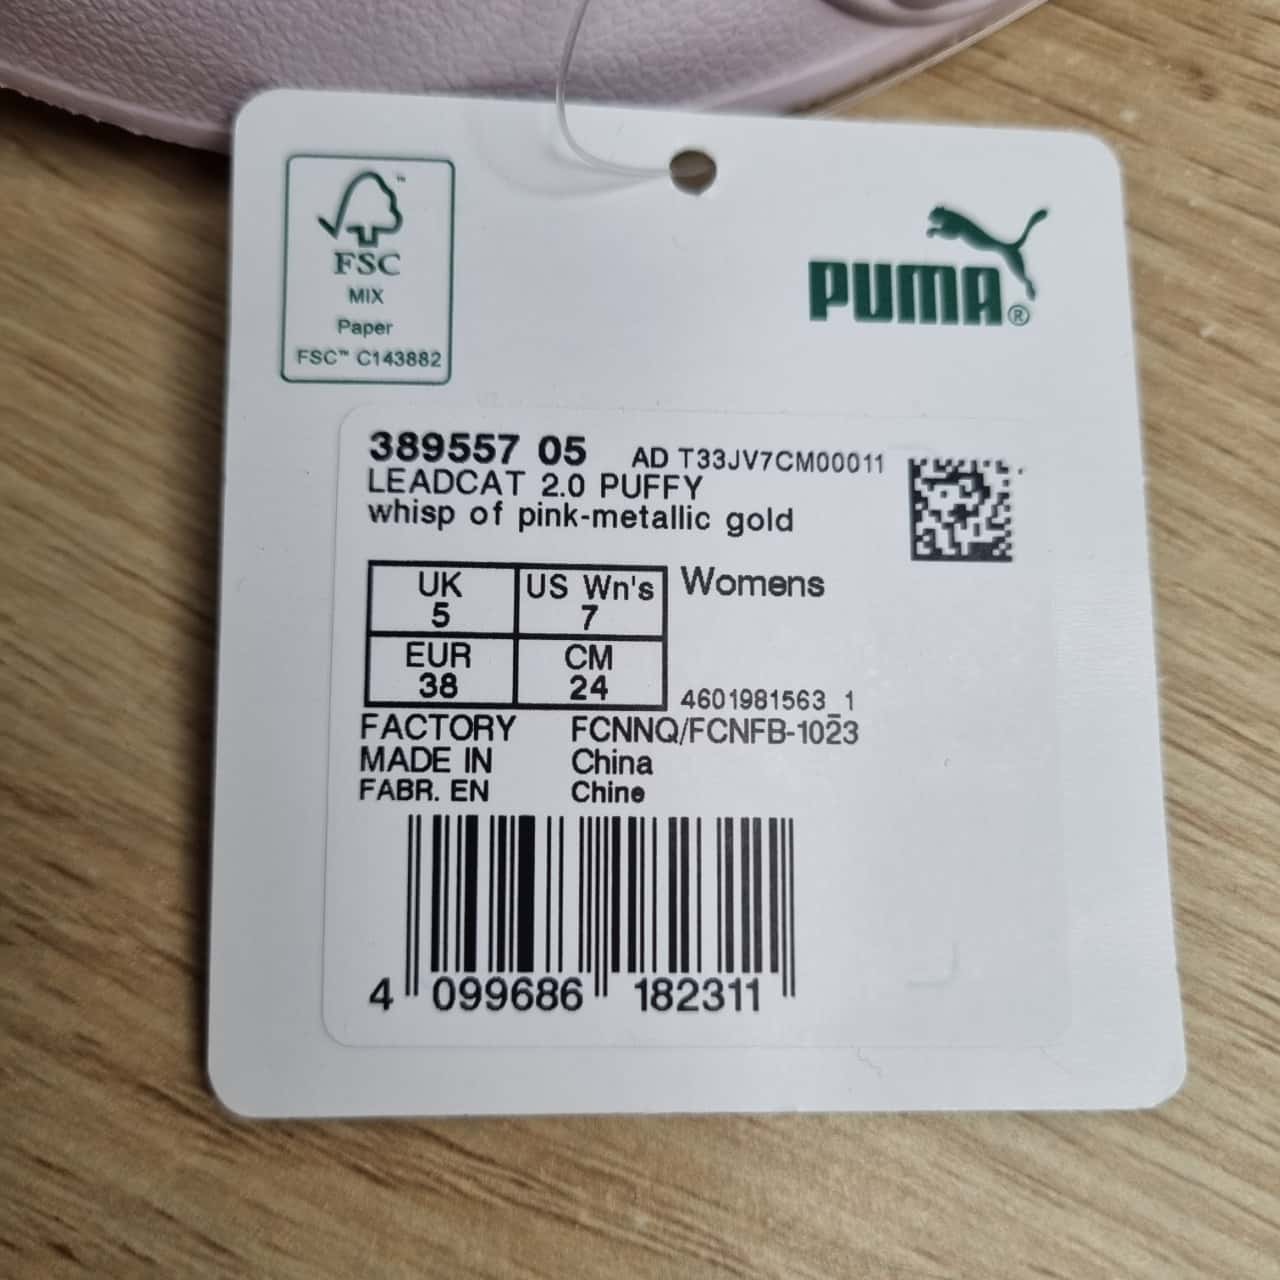 FSC™
MIX
Paper
FSC™ C143882
PUMA®
389557 05 AD T33JV7CM00011
LEADCAT 2.0 PUFFY
whisp of pink-metallic gold
UK US Wn's Womens
5 7
EUR CM
38 24
4601981563_1
FACTORY FCNNQ/FCNFB-1023
MADE IN China
FABR. EN Chine
4 099686 182311